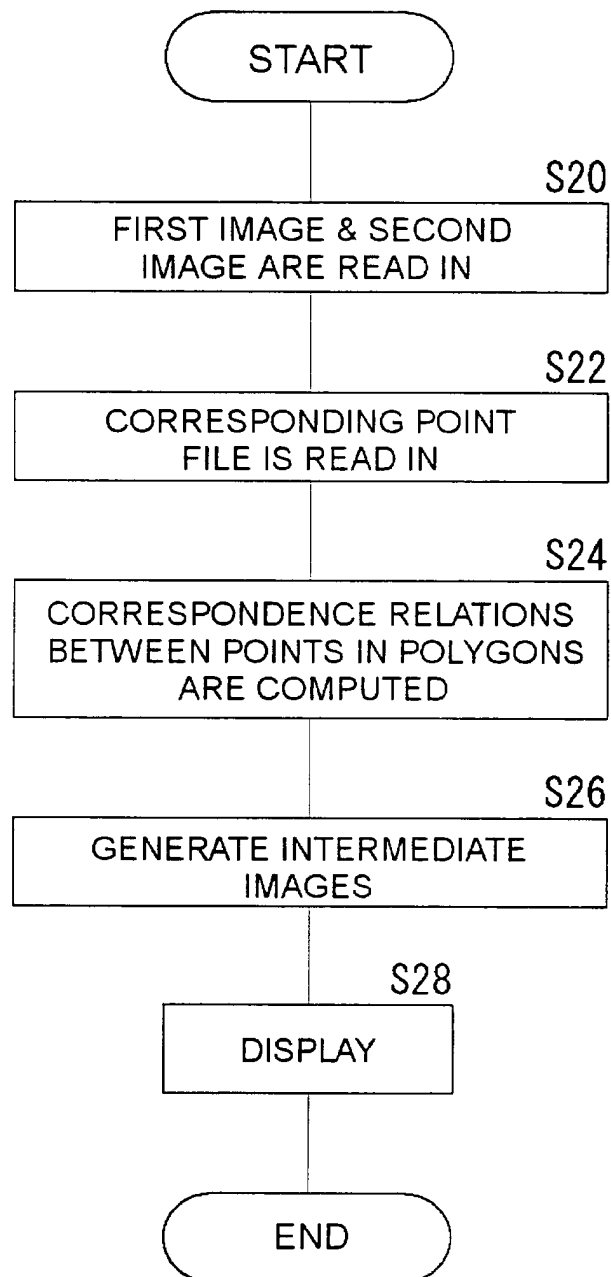 START
S20
FIRST IMAGE & SECOND
IMAGE ARE READ IN
S22
CORRESPONDING POINT
FILE IS READ IN
S24
CORRESPONDENCE RELATIONS
BETWEEN POINTS IN POLYGONS
ARE COMPUTED
S26
GENERATE INTERMEDIATE
IMAGES
S28
DISPLAY
END